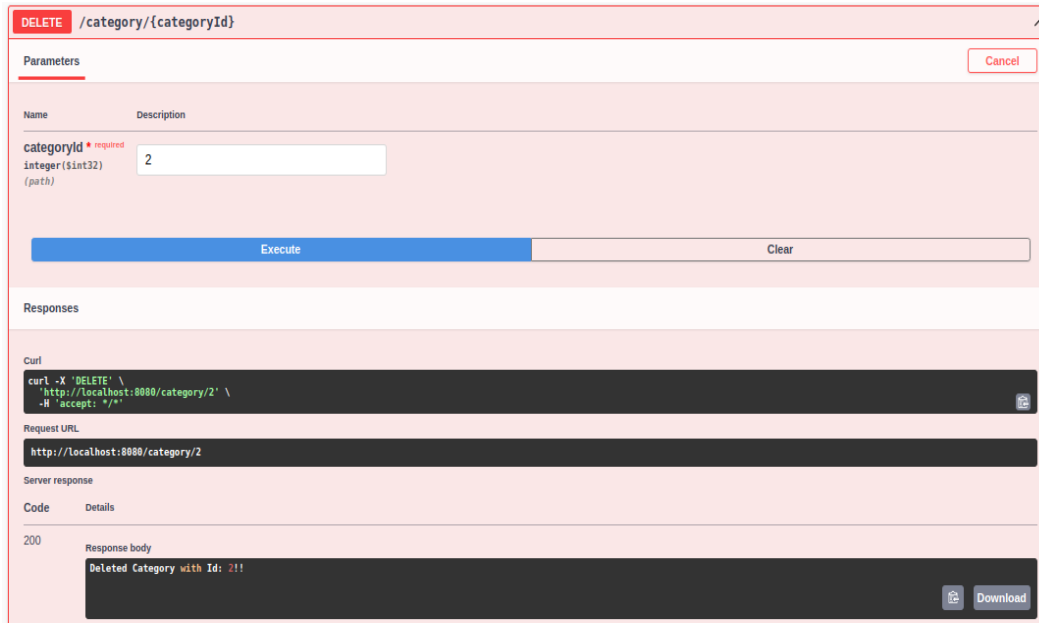 DELETE /category/{categoryId}
Parameters
Cancel
Name Description
categoryId * required
integer($int32)
(path)
2
Execute Clear
Responses
Curl
curl -X 'DELETE' \
'http://localhost:8080/category/2' \
-H 'accept: */*'
Request URL
http://localhost:8080/category/2
Server response
Code Details
200
Response body
Deleted Category with Id: 2!!
Download